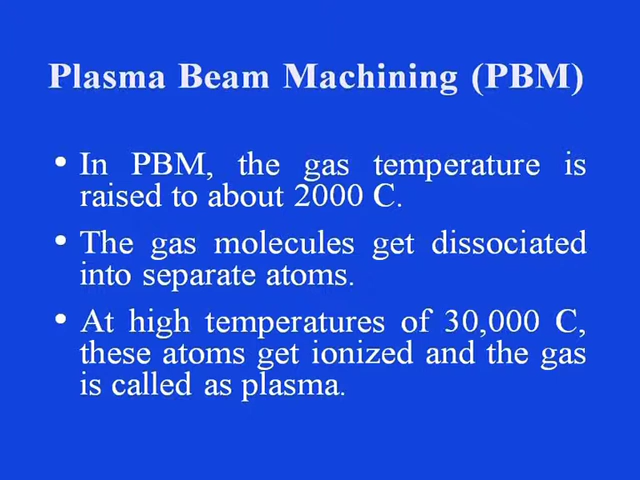 Plasma Beam Machining (PBM)
• In PBM, the gas temperature is
raised to about 2000 C.
• The gas molecules get dissociated
into separate atoms.
• At high temperatures of 30,000 C,
these atoms get ionized and the gas
is called as plasma.